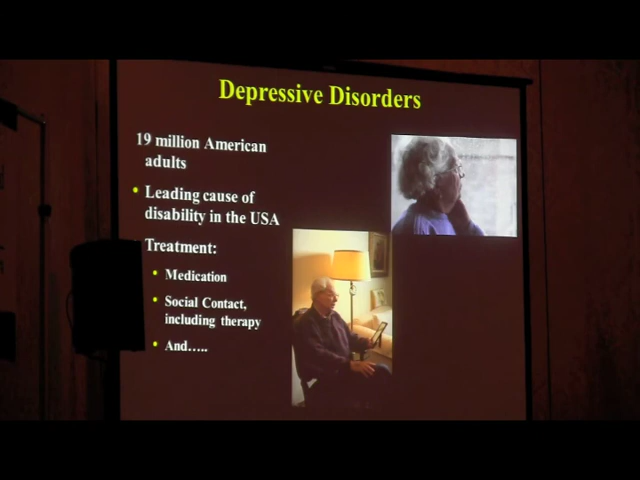 Depressive Disorders
19 million American
adults
• Leading cause of
disability in the USA
Treatment:
• Medication
• Social Contact,
including therapy
• And…..